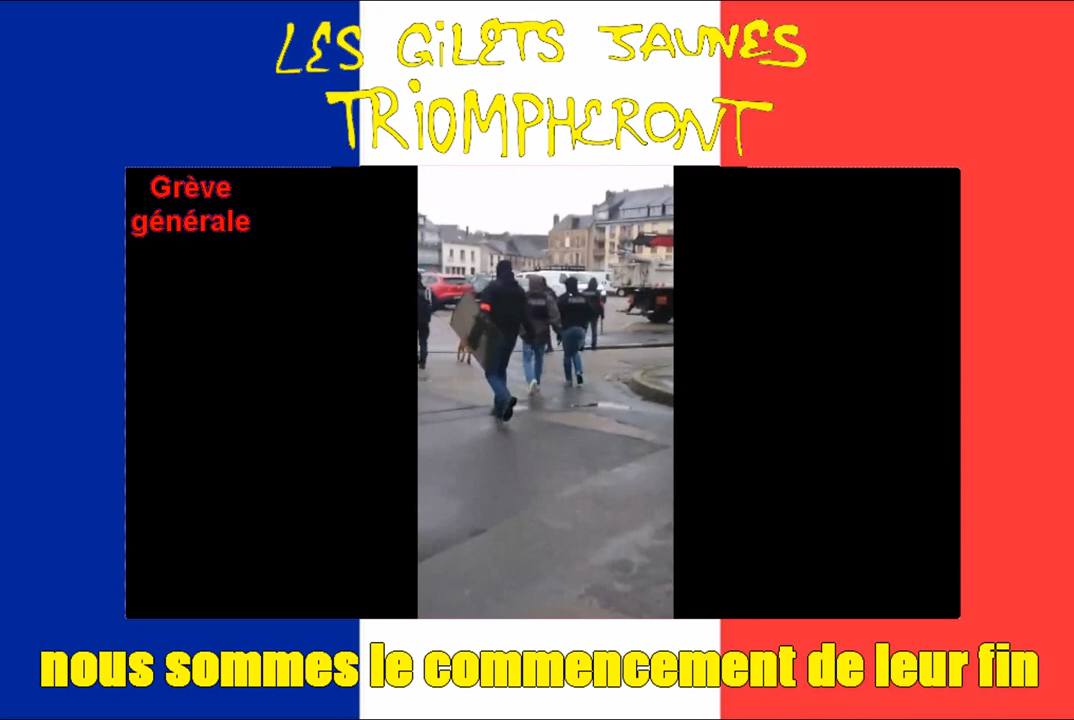 LES GiLETS JAUNES
TRiOMPHERONT
Grève
générale
nous sommes le commencement de leur fin